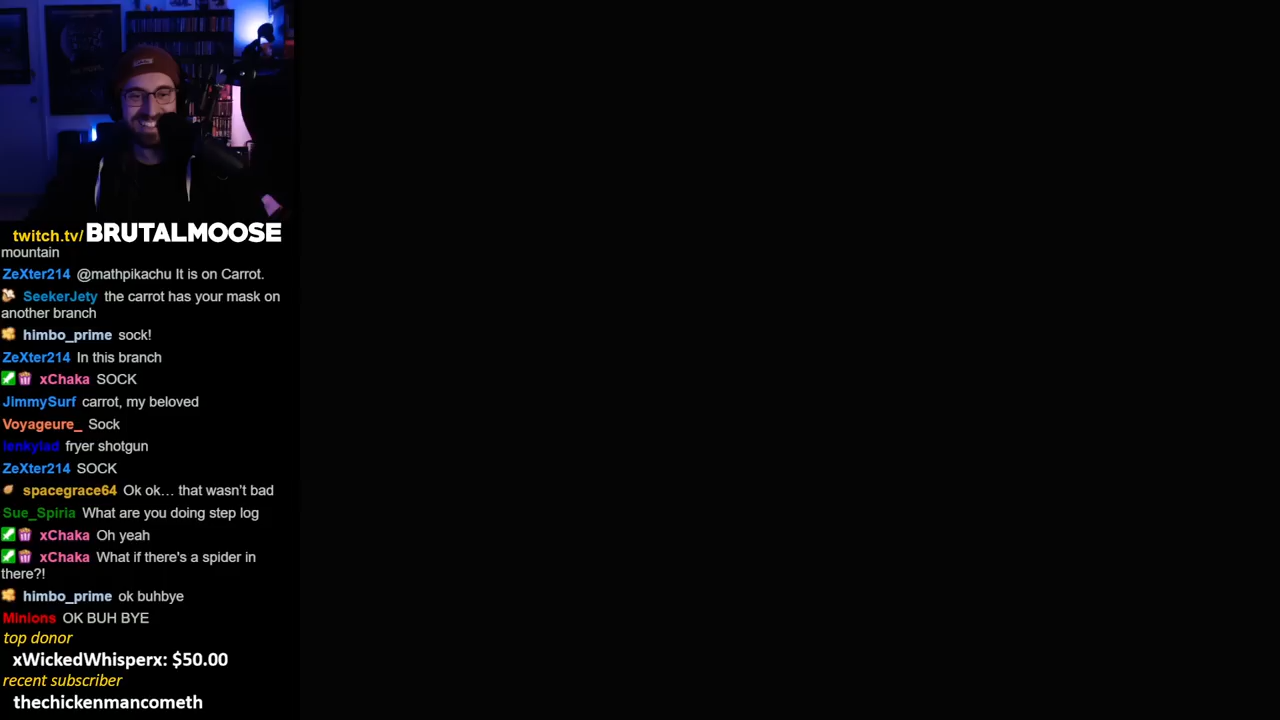 twitch.tv/BRUTALMOOSE
mountain
ZeXter214 @mathpikachu It is on Carrot.
SeekerJety the carrot has your mask on
another branch
himbo_prime sock!
ZeXter214 In this branch
xChaka SOCK
JimmySurf carrot, my beloved
Voyageure_ Sock
fryer shotgun
ZeXter214 SOCK
spacegrace64 Ok ok… that wasn't bad
Sue_Spiria What are you doing step log
xChaka Oh yeah
xChaka What if there's a spider in
there?!
himbo_prime ok buhbye
Minions OK BUH BYE
top donor
xWickedWhisperx: $50.00
recent subscriber
thechickenmancometh